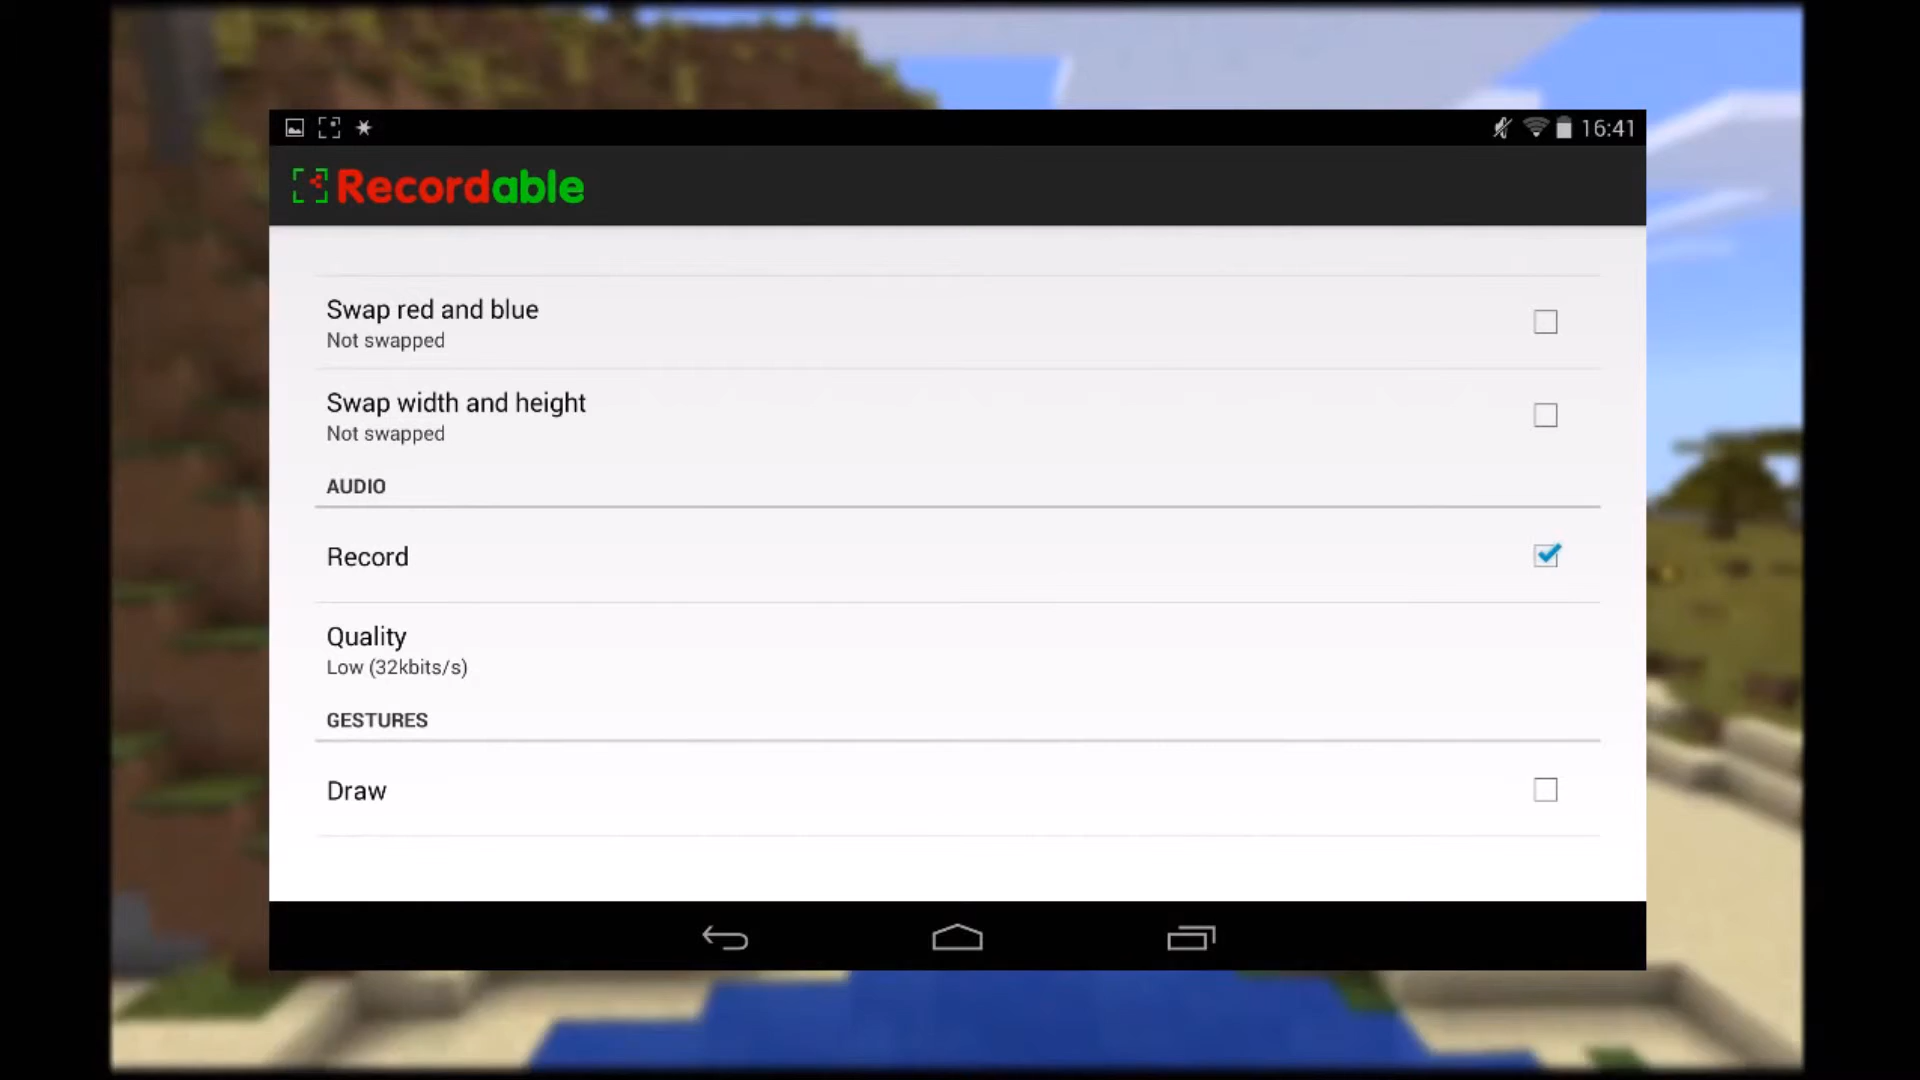 16:41
Recordable
Swap red and blue
Not swapped
Swap width and height
Not swapped
AUDIO
Record
Quality
Low (32kbits/s)
GESTURES
Draw